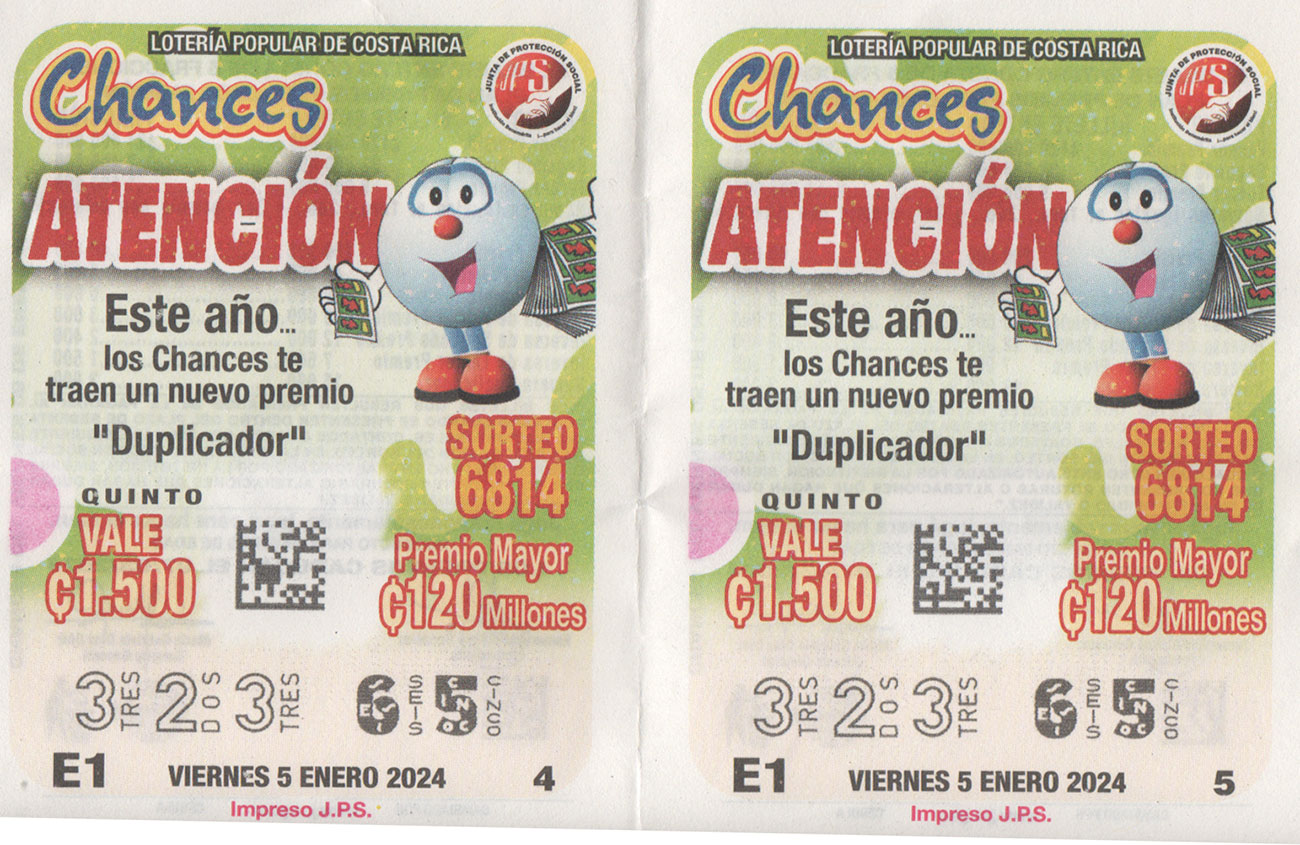 LOTERÍA POPULAR DE COSTA RICA
Chances
JUNTA DE PROTECCIÓN SOCIAL
JPS
ATENCIÓN
Este año...
los Chances te
traen un nuevo premio
"Duplicador"
SORTEO
6814
QUINTO
VALE
₡1.500
Premio Mayor
₡120 Millones
3 TRES 2 DOS 3 TRES 6 SEIS 5 CINCO
E1 VIERNES 5 ENERO 2024 4
Impreso J.P.S.
LOTERÍA POPULAR DE COSTA RICA
Chances
JUNTA DE PROTECCIÓN SOCIAL
JPS
ATENCIÓN
Este año...
los Chances te
traen un nuevo premio
"Duplicador"
SORTEO
6814
QUINTO
VALE
₡1.500
Premio Mayor
₡120 Millones
3 TRES 2 DOS 3 TRES 6 SEIS 5 CINCO
E1 VIERNES 5 ENERO 2024 5
Impreso J.P.S.